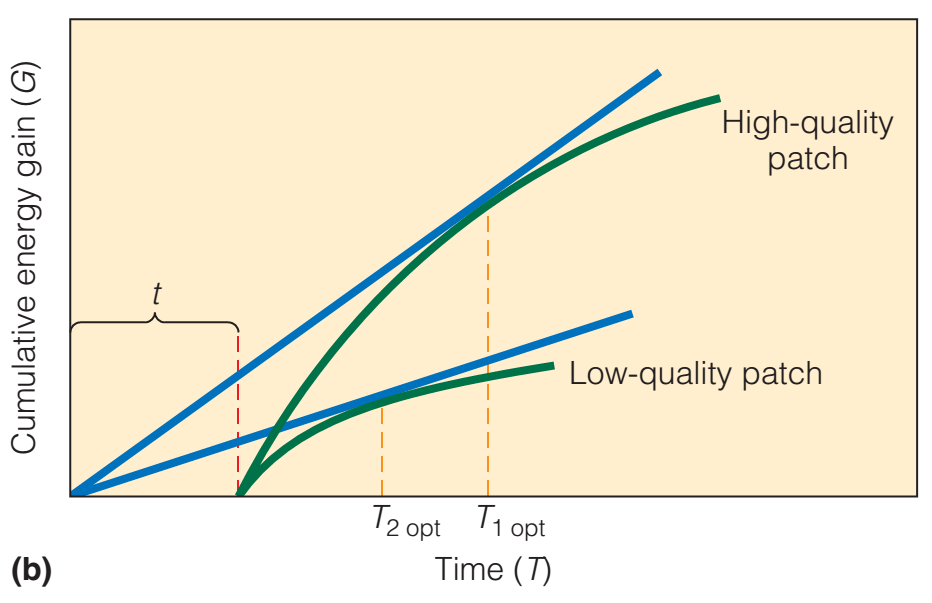 Cumulative energy gain (G)
t
High-quality
patch
Low-quality patch
T2 opt
T1 opt
Time (T)
(b)